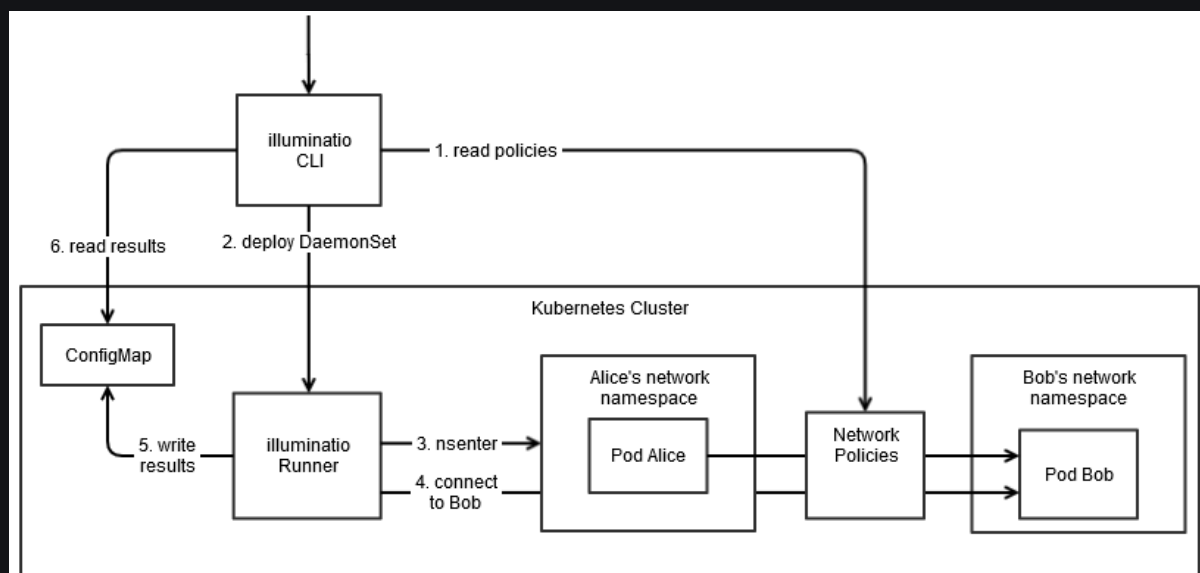 illuminatio
CLI
1. read policies
6. read results
2. deploy DaemonSet
Kubernetes Cluster
ConfigMap
Alice's network
namespace
Bob's network
namespace
5. write
results
illuminatio
Runner
3. nsenter
4. connect
to Bob
Pod Alice
Network
Policies
Pod Bob